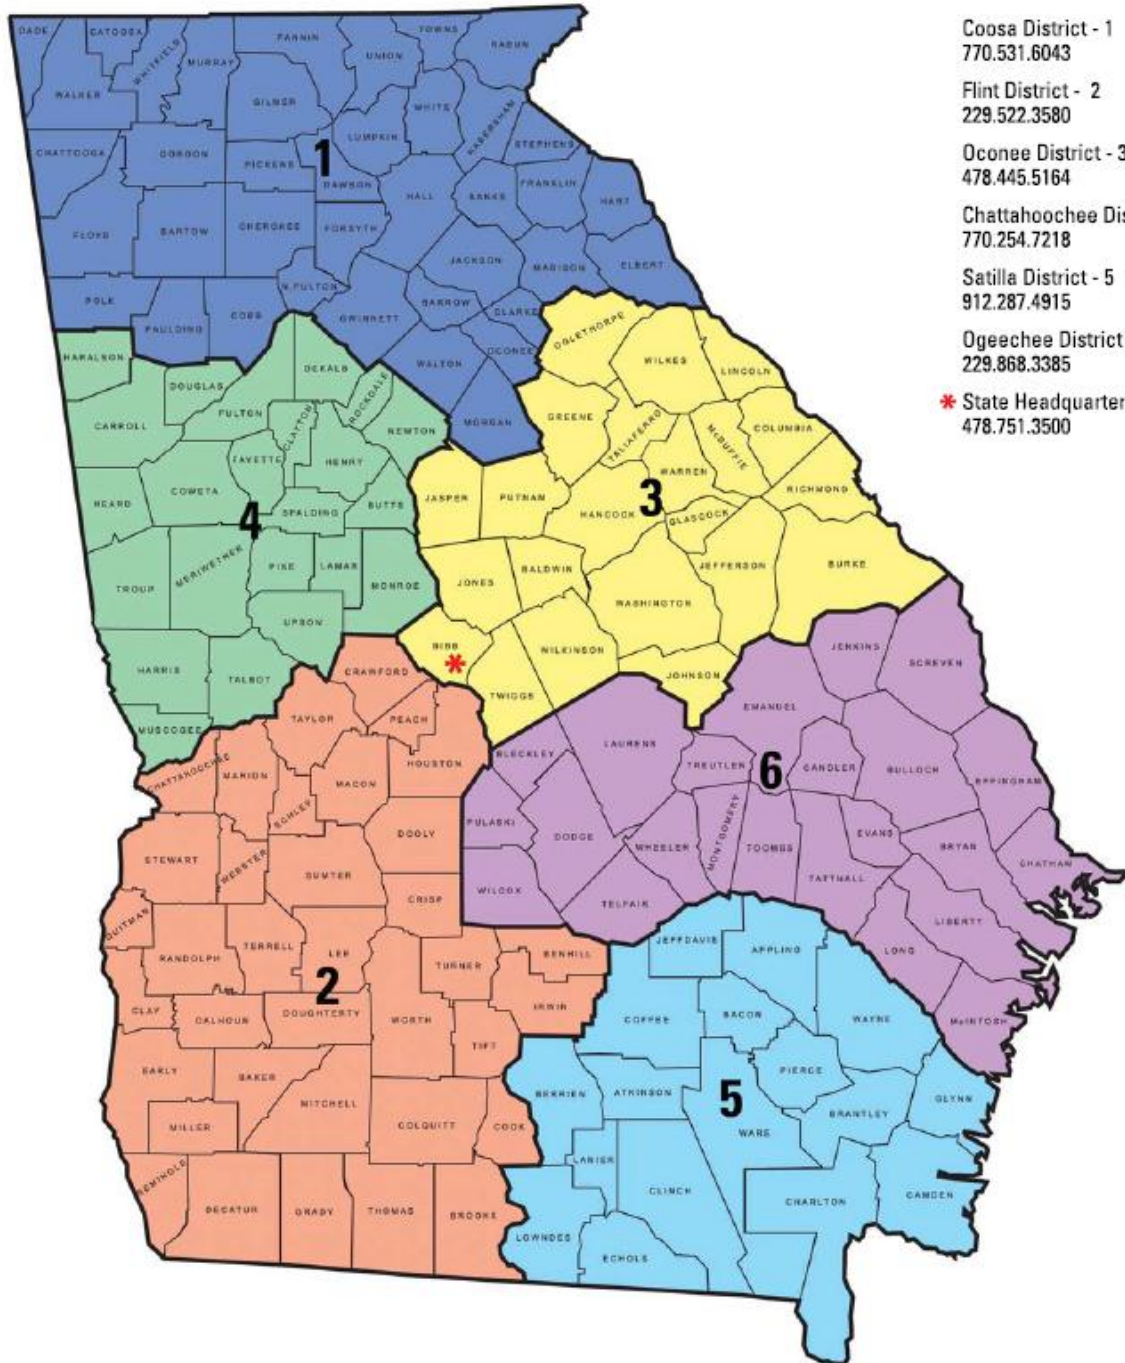 Coosa District - 1
770.531.6043
Flint District - 2
229.522.3580
Oconee District - 3
478.445.5164
Chattahoochee Dis
770.254.7218
Satilla District - 5
912.287.4915
Ogeechee District
229.868.3385
* State Headquarter
478.751.3500
DADE
CATOOSA
WHITFIELD
MURRAY
FANNIN
UNION
TOWNS
RABUN
WALKER
GILMER
LUMPKIN
WHITE
HABERSHAM
STEPHENS
CHATTOOGA
GORDON
PICKENS
1
DAWSON
HALL
BANKS
FRANKLIN
HART
FLOYD
BARTOW
CHEROKEE
FORSYTH
JACKSON
MADISON
ELBERT
POLK
PAULDING
COBB
N.FULTON
GWINNETT
BARROW
CLARKE
OCONEE
WALTON
MORGAN
HARALSON
DOUGLAS
DEKALB
ROCKDALE
CARROLL
FULTON
CLAYTON
NEWTON
FAYETTE
HENRY
HEARD
COWETA
4
SPALDING
BUTTS
TROUP
MERIWETHER
PIKE
LAMAR
MONROE
UPSON
HARRIS
TALBOT
MUSCOGEE
OGLETHORPE
WILKES
LINCOLN
GREENE
TALIAFERRO
McDUFFIE
COLUMBIA
WARREN
JASPER
PUTNAM
HANCOCK
3
GLASCOCK
RICHMOND
JONES
BALDWIN
JEFFERSON
BURKE
WASHINGTON
BIBB
*
WILKINSON
TWIGGS
JOHNSON
CRAWFORD
TAYLOR
PEACH
CHATTAHOOCHEE
MARION
MACON
HOUSTON
SCHLEY
DOOLY
STEWART
WEBSTER
SUMTER
CRISP
QUITMAN
RANDOLPH
TERRELL
LEE
TURNER
BENHILL
2
CLAY
CALHOUN
DOUGHERTY
WORTH
IRWIN
TIFT
EARLY
BAKER
MITCHELL
MILLER
COLQUITT
COOK
SEMINOLE
DECATUR
GRADY
THOMAS
BROOKS
JENKINS
SCREVEN
EMANUEL
BLECKLEY
LAURENS
TREUTLEN
6
CANDLER
BULLOCH
EFFINGHAM
PULASKI
DODGE
WHEELER
MONTGOMERY
TOOMBS
EVANS
BRYAN
CHATHAN
WILCOX
TELFAIR
TATTNALL
LIBERTY
LONG
McINTOSH
JEFFDAVIS
APPLING
COFFEE
BACON
WAYNE
BERRIEN
ATKINSON
PIERCE
5
WARE
BRANTLEY
GLYNN
LANIER
CLINCH
CHARLTON
CAMDEN
LOWNDES
ECHOLS